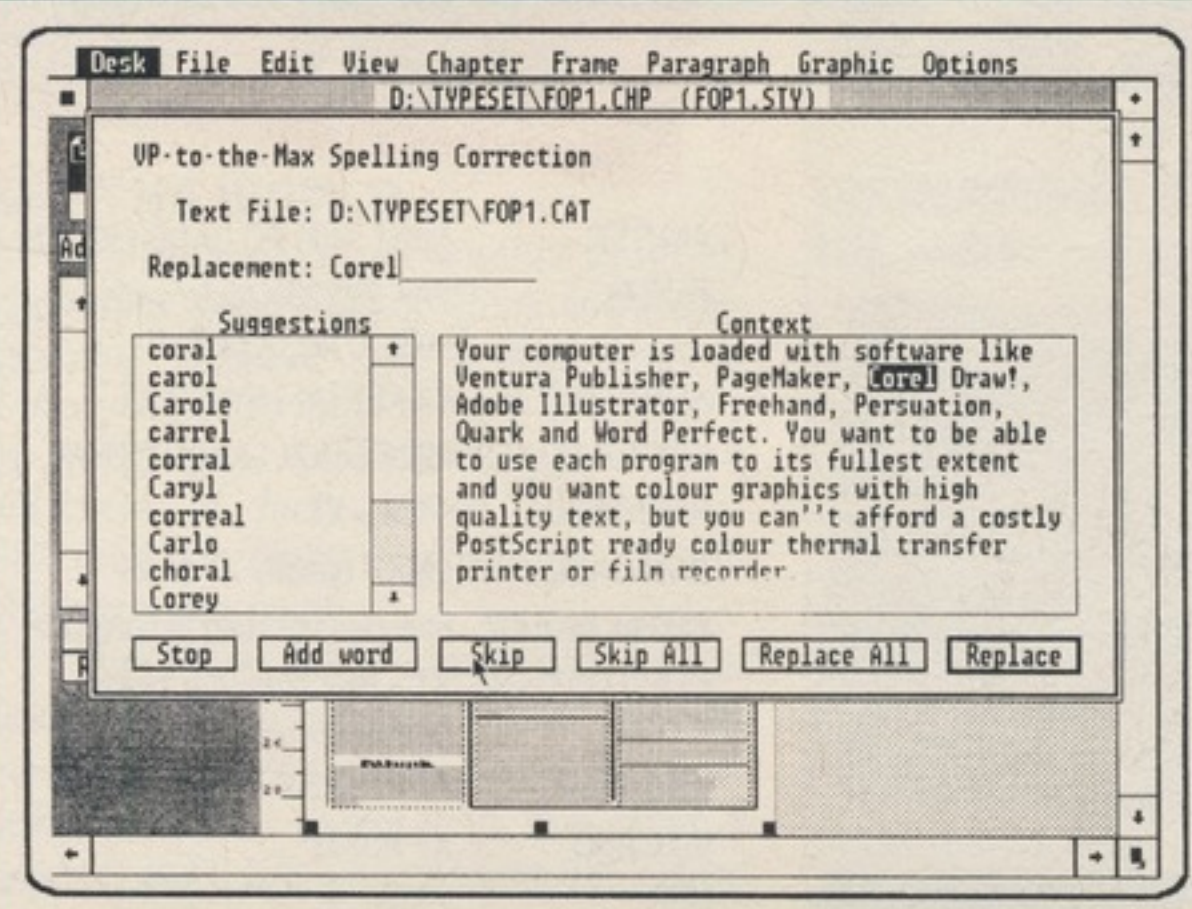 Desk File Edit View Chapter Frame Paragraph Graphic Options
D:\TYPESET\FOP1.CHP (FOP1.STY)
VP-to-the-Max Spelling Correction
Text File: D:\TYPESET\FOP1.CAT
Ad
Replacement: Corel
Suggestions
coral
carol
Carole
carrel
corral
Caryl
correal
Carlo
choral
Corey
Context
Your computer is loaded with software like
Ventura Publisher, PageMaker, Corel Draw!,
Adobe Illustrator, Freehand, Persuation,
Quark and Word Perfect. You want to be able
to use each program to its fullest extent
and you want colour graphics with high
quality text, but you can''t afford a costly
PostScript ready colour thermal transfer
printer or film recorder.
Stop Add word Skip Skip All Replace All Replace